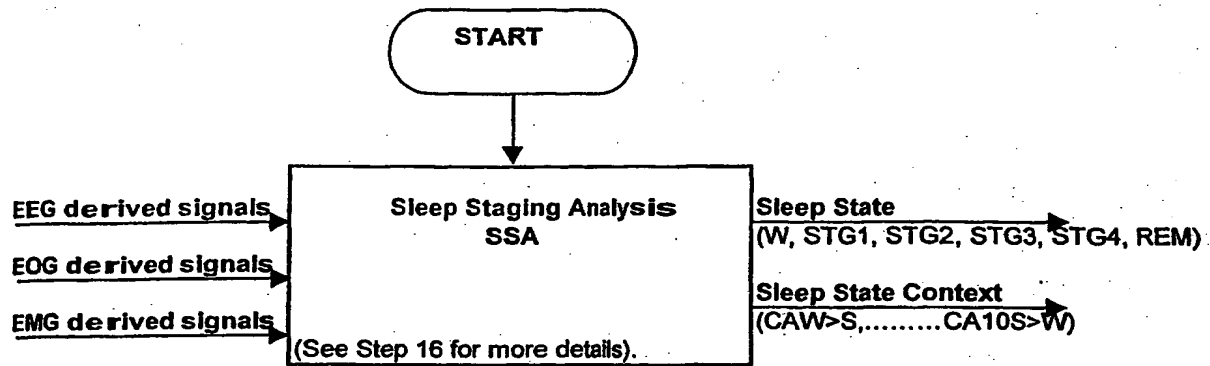 START
Sleep Staging Analysis
SSA
EEG derived signals
EOG derived signals
EMG derived signals
(See Step 16 for more details).
Sleep State
(W, STG1, STG2, STG3, STG4, REM)
Sleep State Context
(CAW>S,.........CA10S>W)